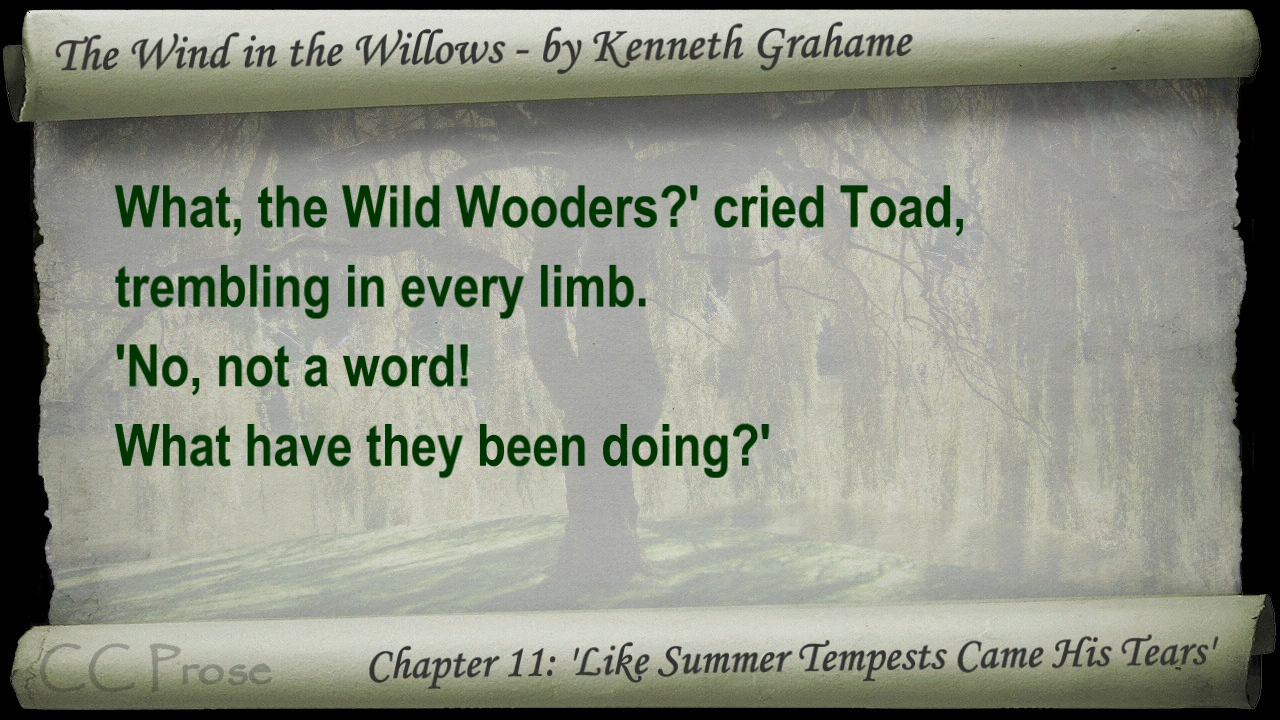 The Wind in the Willows - by Kenneth Grahame
What, the Wild Wooders?' cried Toad,
trembling in every limb.
'No, not a word!
What have they been doing?'
CC Prose
Chapter 11: 'Like Summer Tempests Came His Tears'